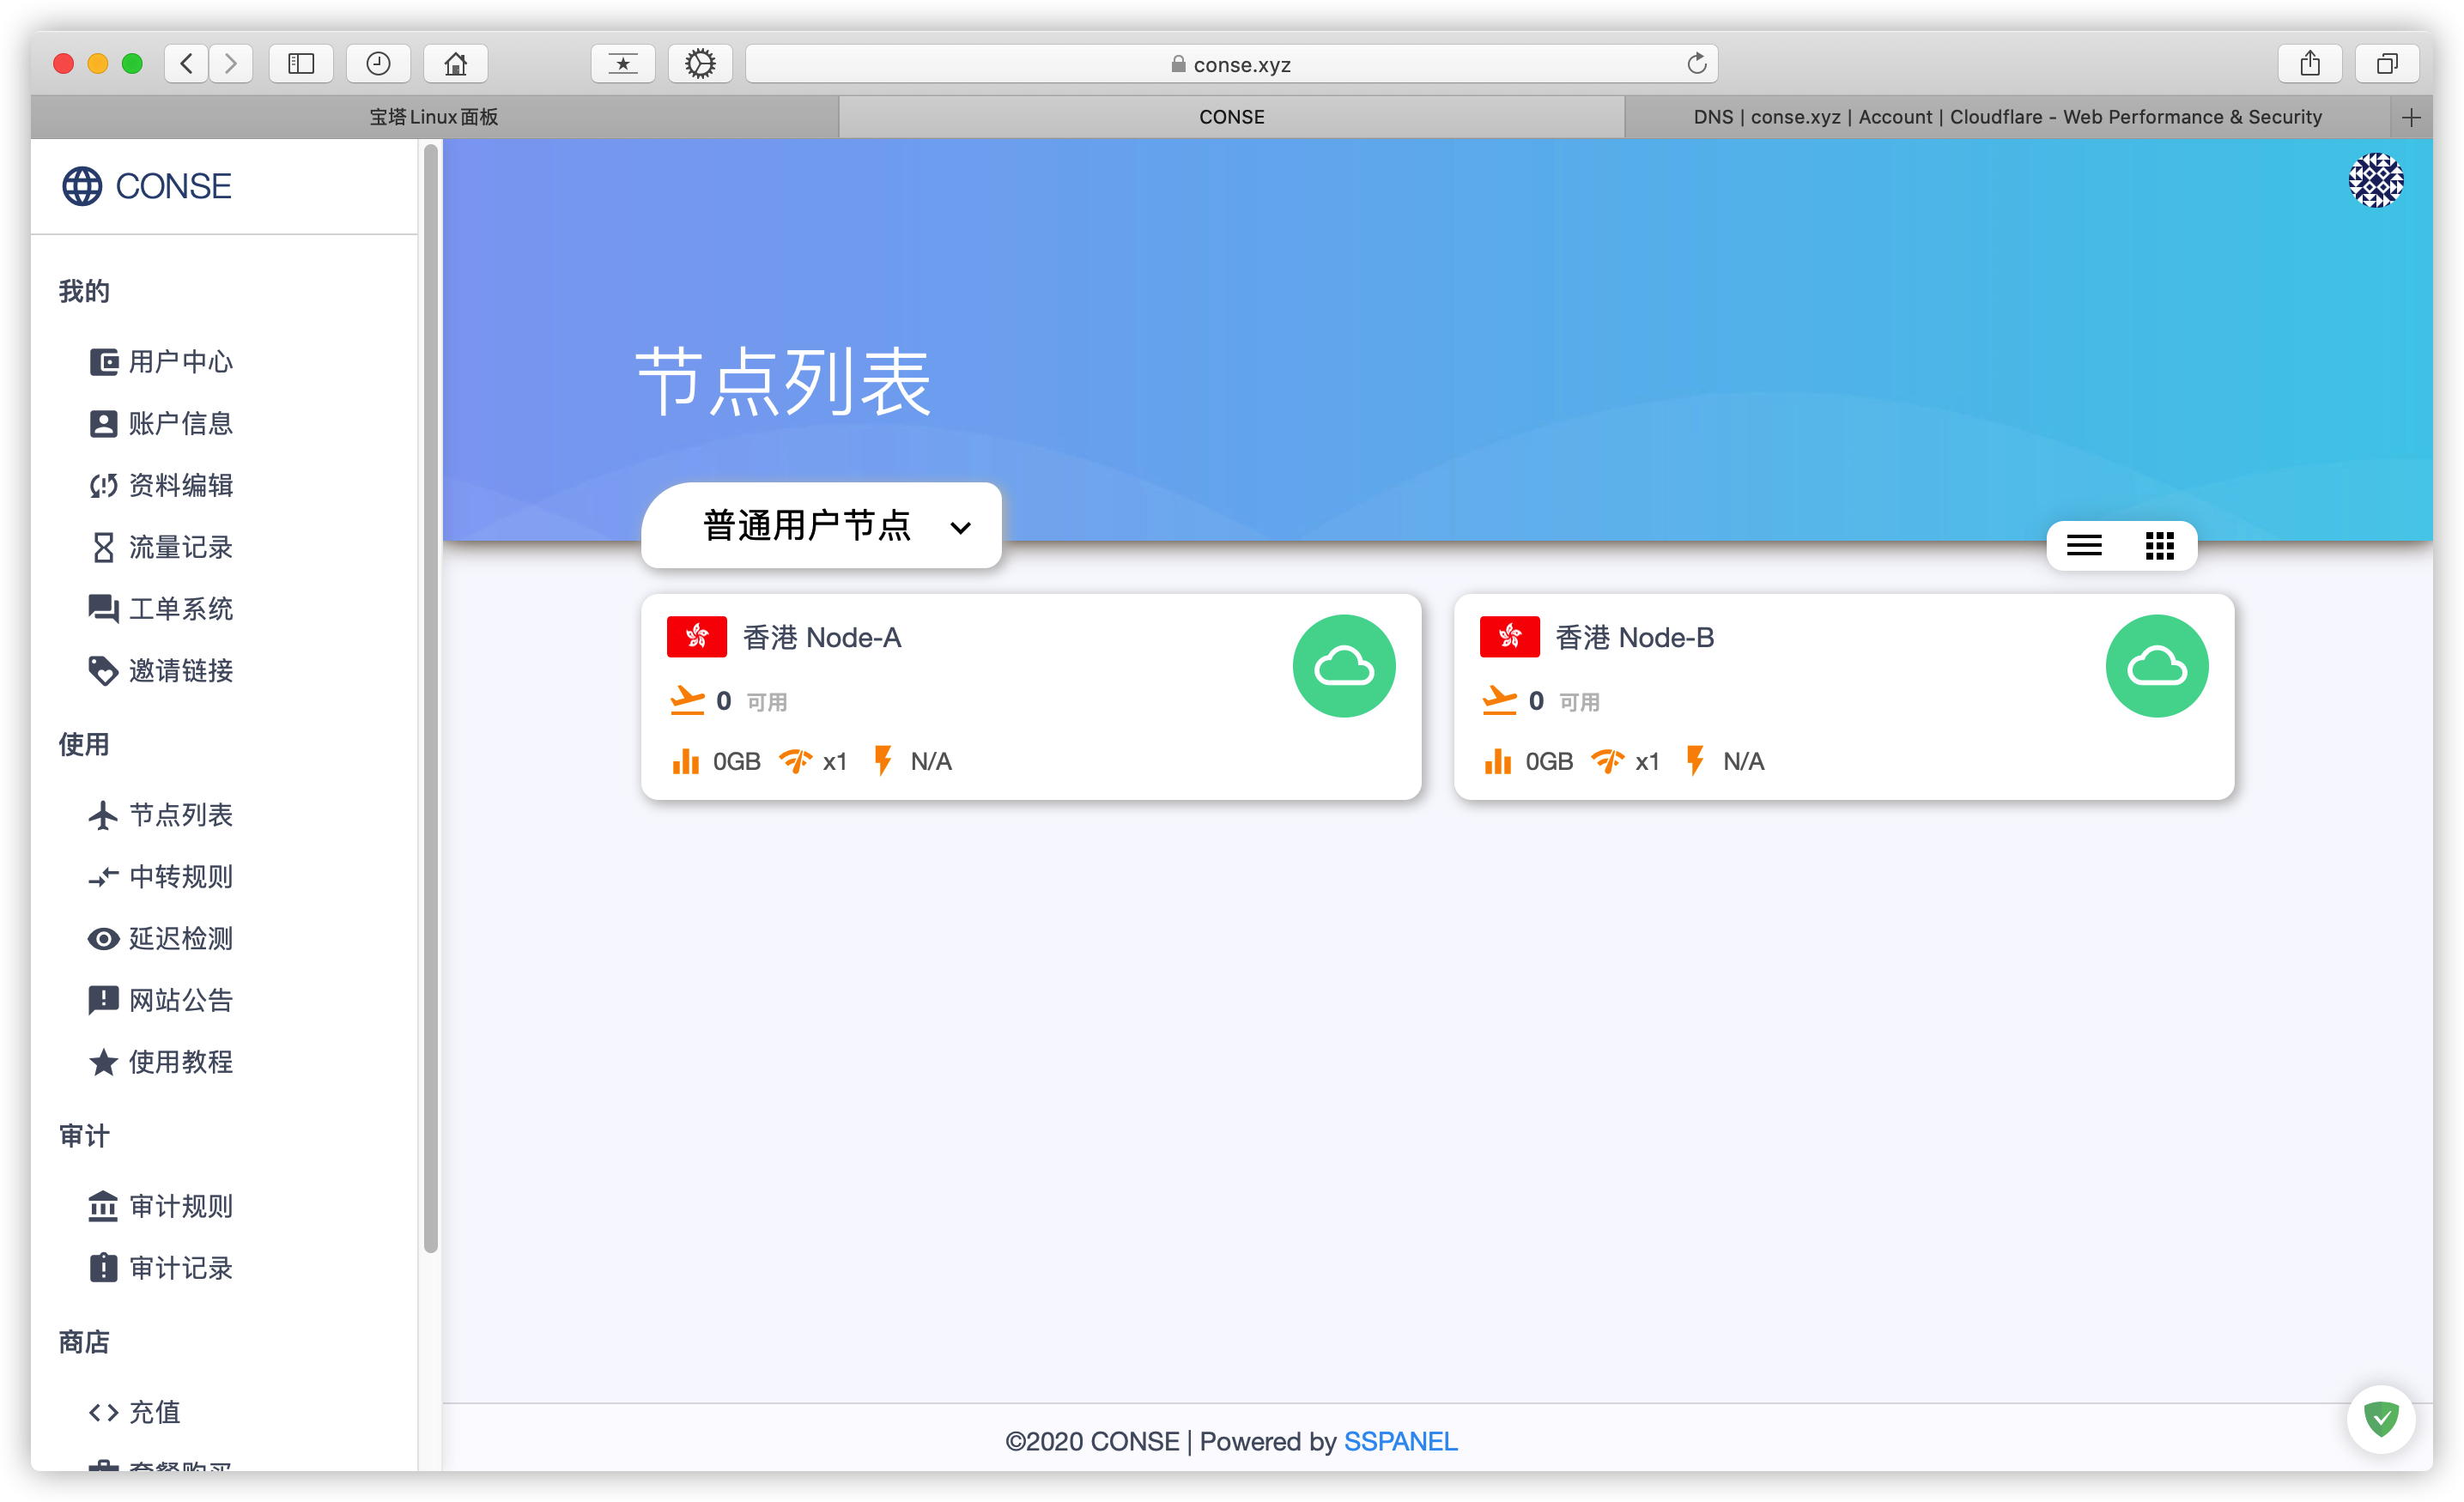 conse.xyz
宝塔Linux面板
CONSE
DNS | conse.xyz | Account | Cloudflare - Web Performance & Security
CONSE
我的
用户中心
账户信息
资料编辑
流量记录
工单系统
邀请链接
使用
节点列表
中转规则
延迟检测
网站公告
使用教程
审计
审计规则
审计记录
商店
充值
套餐购买
节点列表
普通用户节点
香港 Node-A
0 可用
0GB x1 N/A
香港 Node-B
0 可用
0GB x1 N/A
©2020 CONSE | Powered by SSPANEL